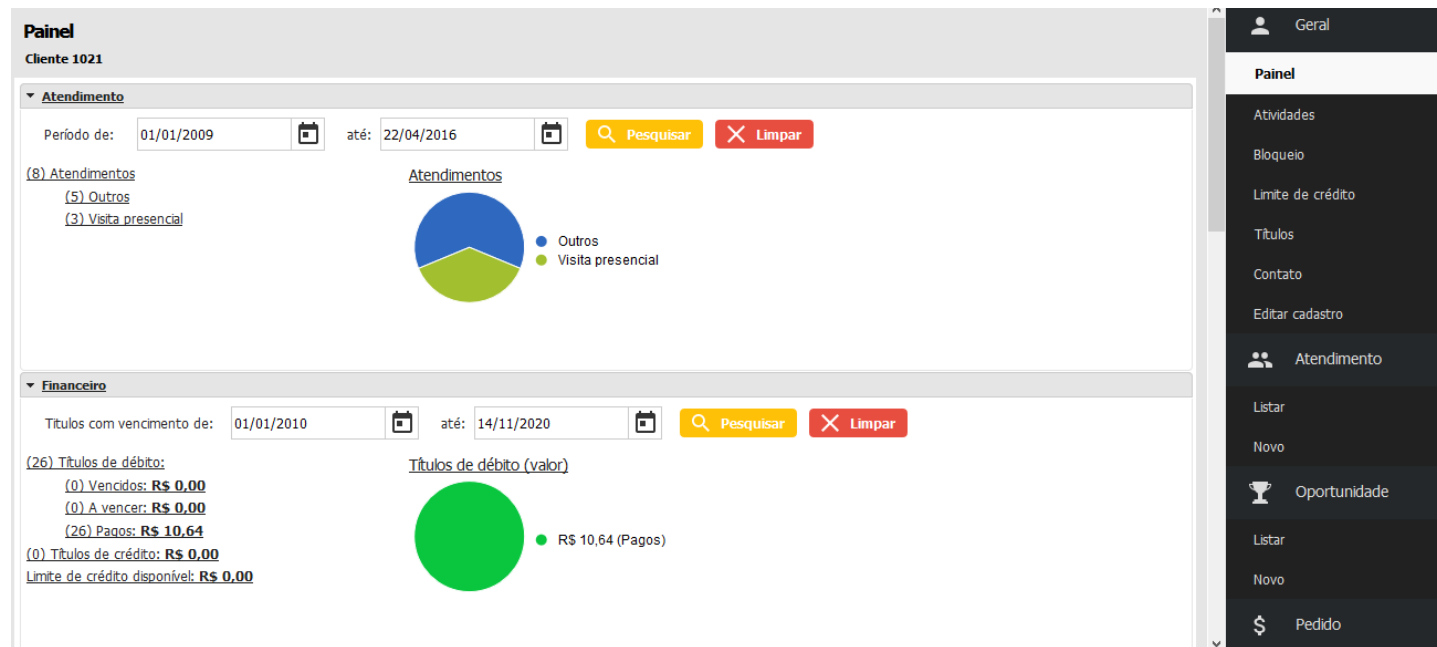 Painel
Cliente 1021
Atendimento
Período de: 01/01/2009 até: 22/04/2016 Pesquisar Limpar
(8) Atendimentos
(5) Outros
(3) Visita presencial
Atendimentos
Outros
Visita presencial
Financeiro
Titulos com vencimento de: 01/01/2010 até: 14/11/2020 Pesquisar Limpar
(26) Títulos de débito:
(0) Vencidos: R$ 0,00
(0) A vencer: R$ 0,00
(26) Pagos: R$ 10,64
(0) Títulos de crédito: R$ 0,00
Limite de crédito disponível: R$ 0,00
Títulos de débito (valor)
R$ 10,64 (Pagos)
Geral
Painel
Atividades
Bloqueio
Limite de crédito
Títulos
Contato
Editar cadastro
Atendimento
Listar
Novo
Oportunidade
Listar
Novo
Pedido